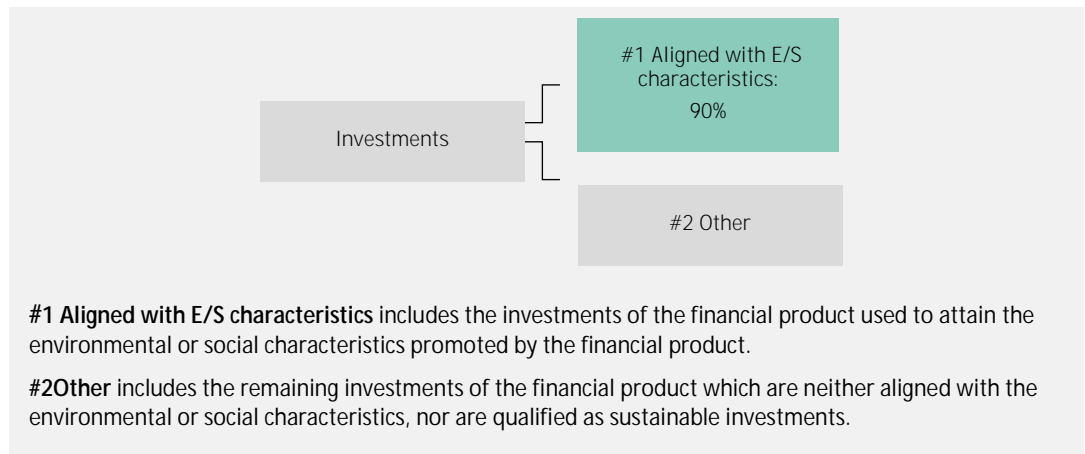 #1 Aligned with E/S
characteristics:
90%
Investments
#2 Other
#1 Aligned with E/S characteristics includes the investments of the financial product used to attain the
environmental or social characteristics promoted by the financial product.
#2Other includes the remaining investments of the financial product which are neither aligned with the
environmental or social characteristics, nor are qualified as sustainable investments.